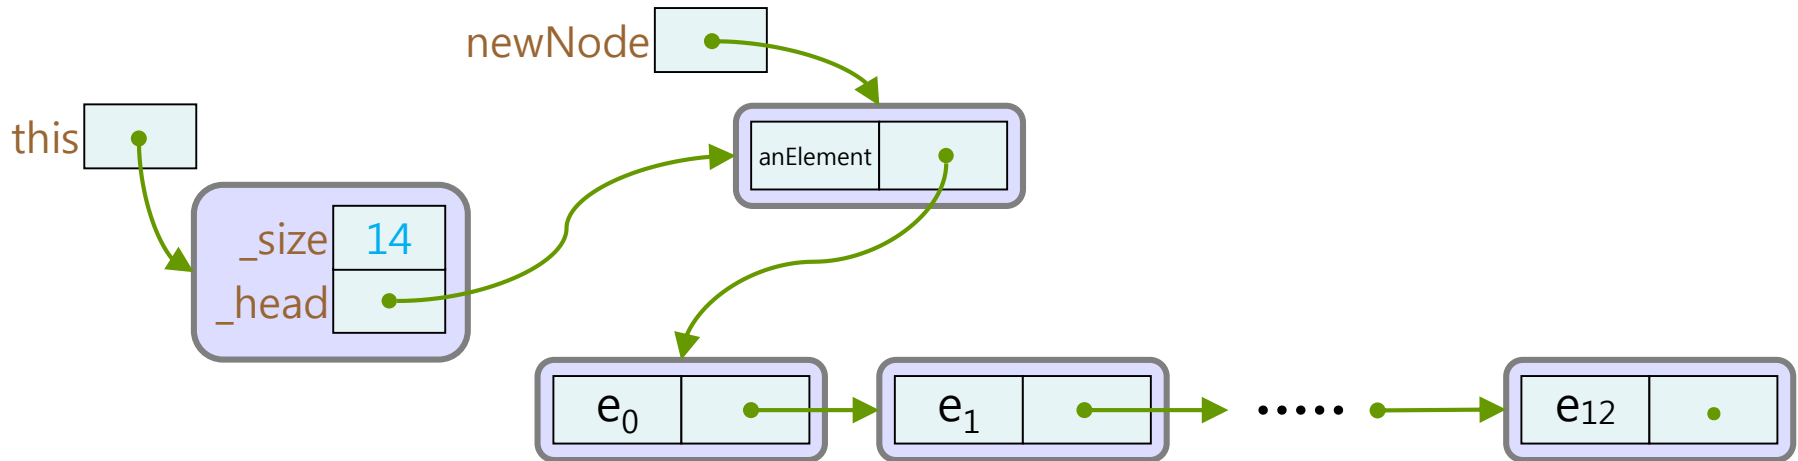 newNode
this
anElement
_size 14
_head
e0 e1 ..... e12